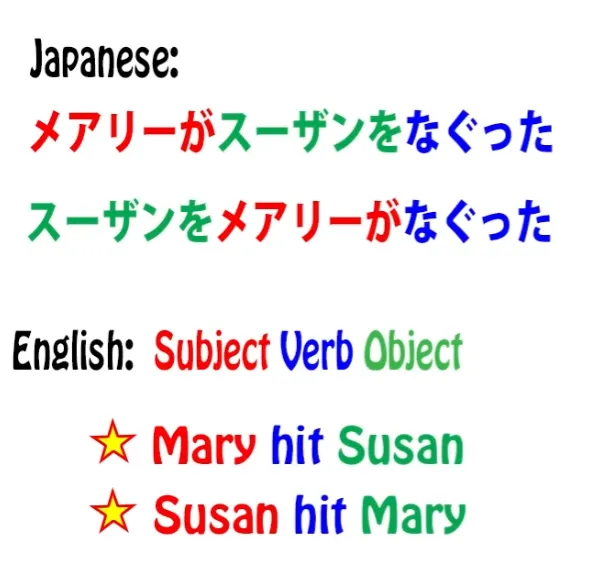 Japanese:
メアリーがスーザンをなぐった
スーザンをメアリーがなぐった
English: Subject Verb Object
Mary hit Susan
Susan hit Mary